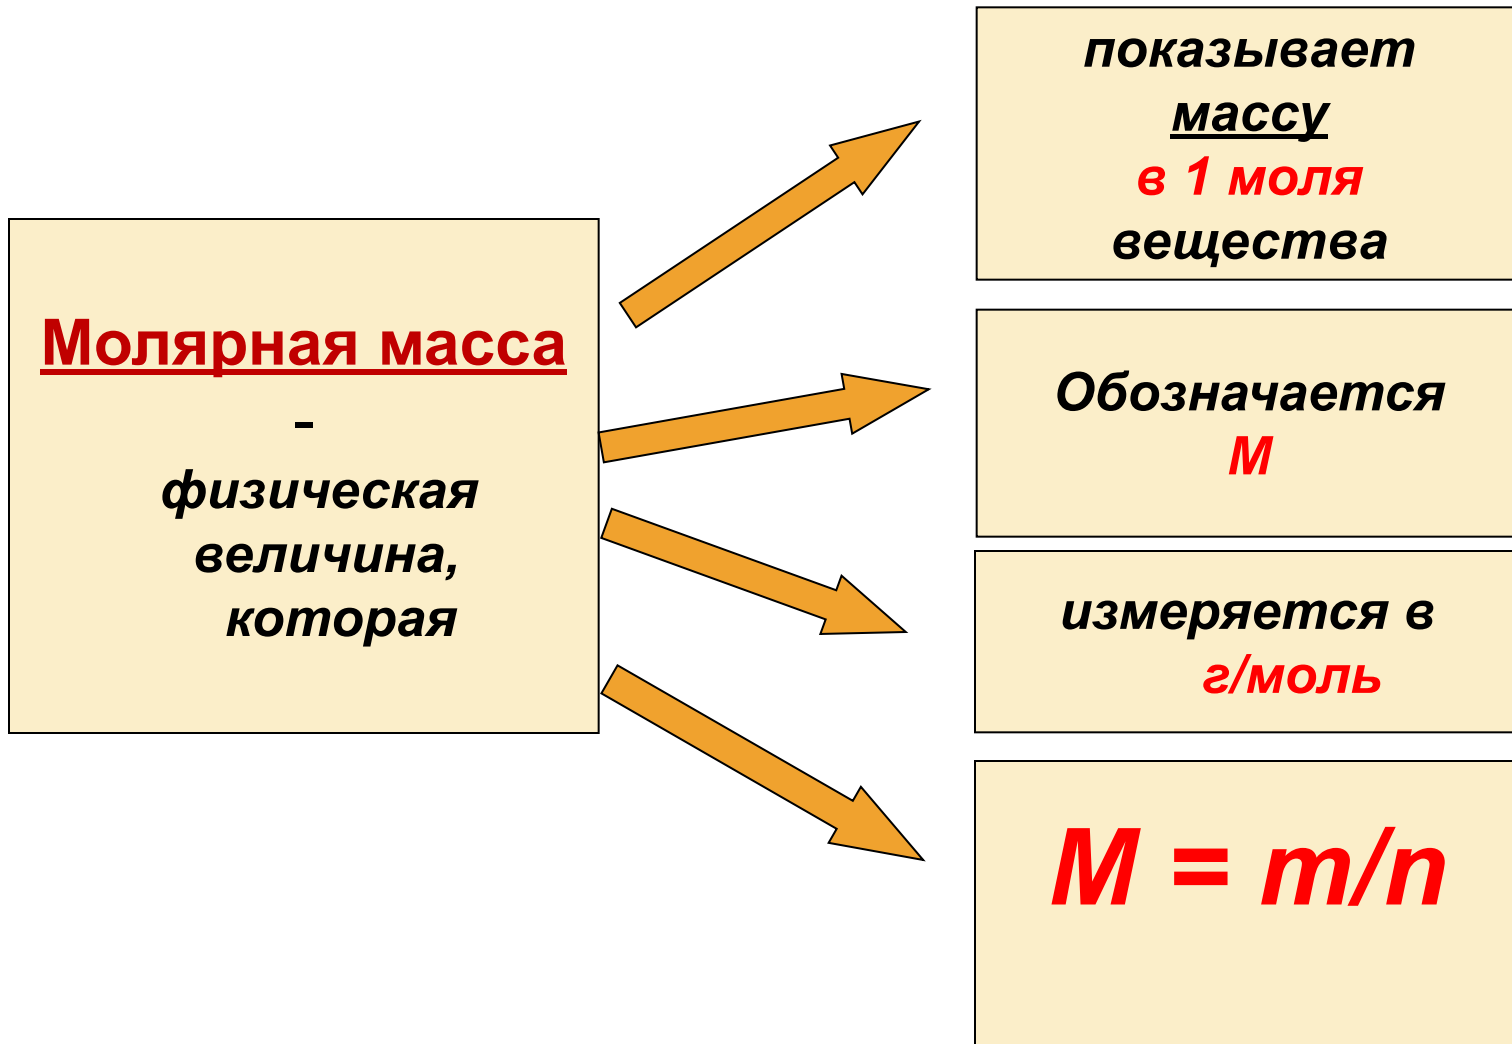 Молярная масса
-
физическая
величина,
которая
показывает
массу
в 1 моля
вещества
Обозначается
М
измеряется в
г/моль
M = m/n